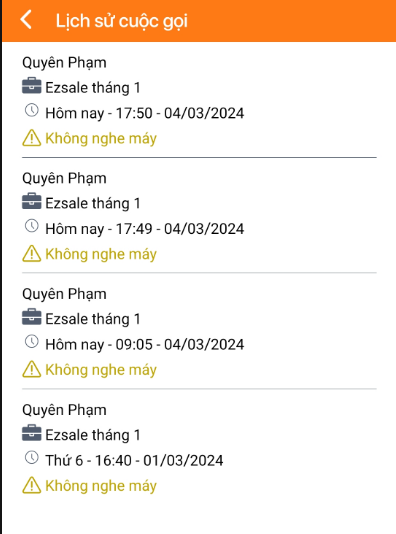 Lịch sử cuộc gọi
Quyên Phạm
Ezsale tháng 1
Hôm nay - 17:50 - 04/03/2024
Không nghe máy
Quyên Phạm
Ezsale tháng 1
Hôm nay - 17:49 - 04/03/2024
Không nghe máy
Quyên Phạm
Ezsale tháng 1
Hôm nay - 09:05 - 04/03/2024
Không nghe máy
Quyên Phạm
Ezsale tháng 1
Thứ 6 - 16:40 - 01/03/2024
Không nghe máy